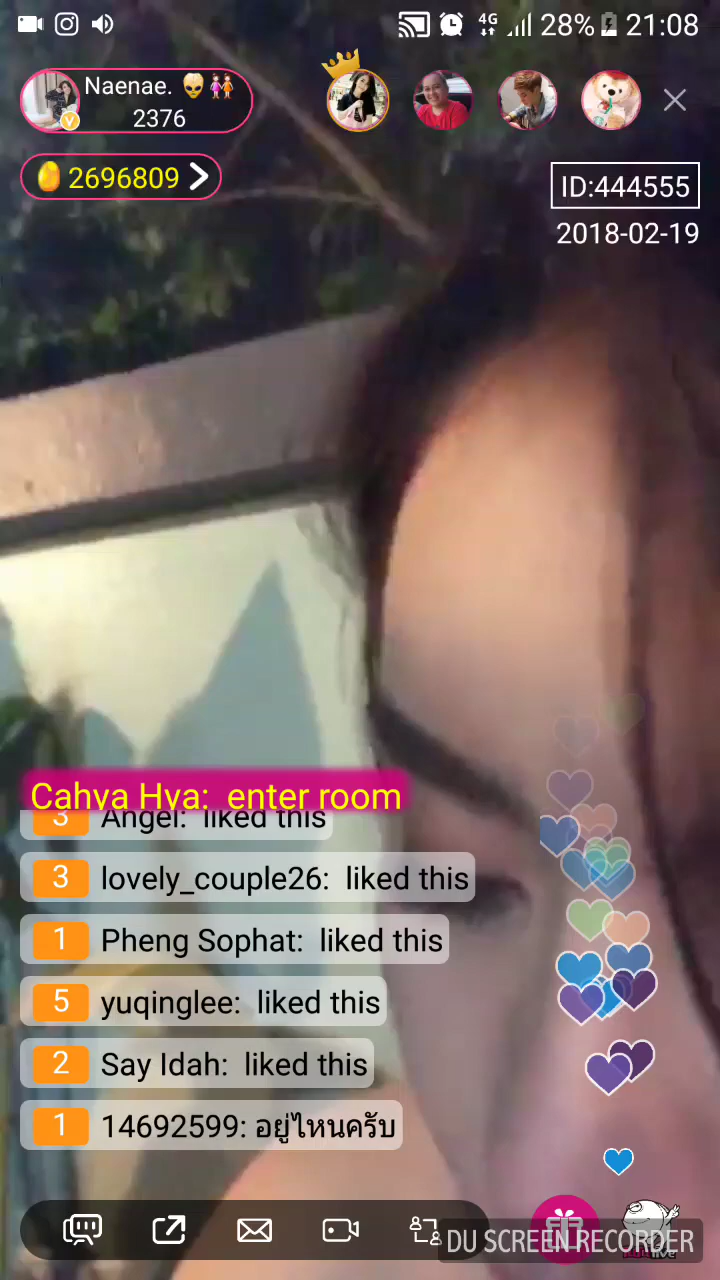 4G 28% 21:08
Naenae. 👽👭
2376
2696809
ID:444555
2018-02-19
Cahya Hya: enter room
3 Angel: liked this
3 lovely_couple26: liked this
1 Pheng Sophat: liked this
5 yuqinglee: liked this
2 Say Idah: liked this
1 14692599: อยู่ไหนครับ
DU SCREEN RECORDER
live